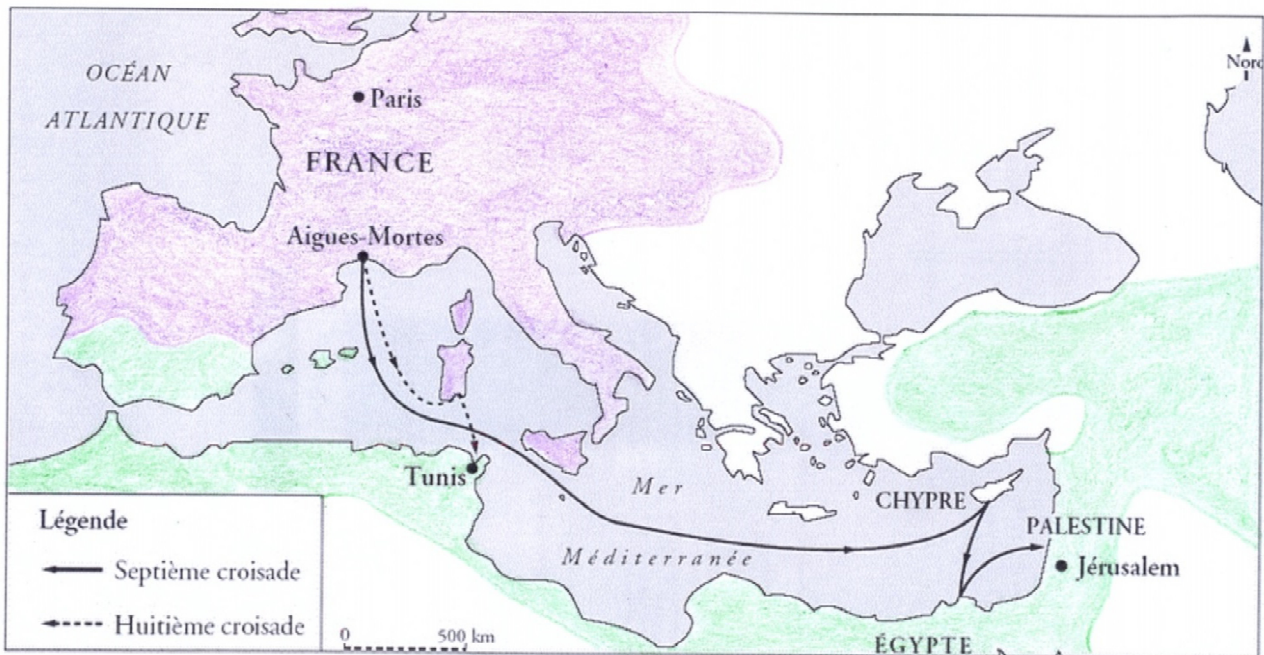 OCÉAN
ATLANTIQUE
Paris
FRANCE
Nord
Aigues-Mortes
Tunis
Mer
Méditerranée
CHYPRE
PALESTINE
Jérusalem
ÉGYPTE
Légende
Septième croisade
Huitième croisade
0 500 km